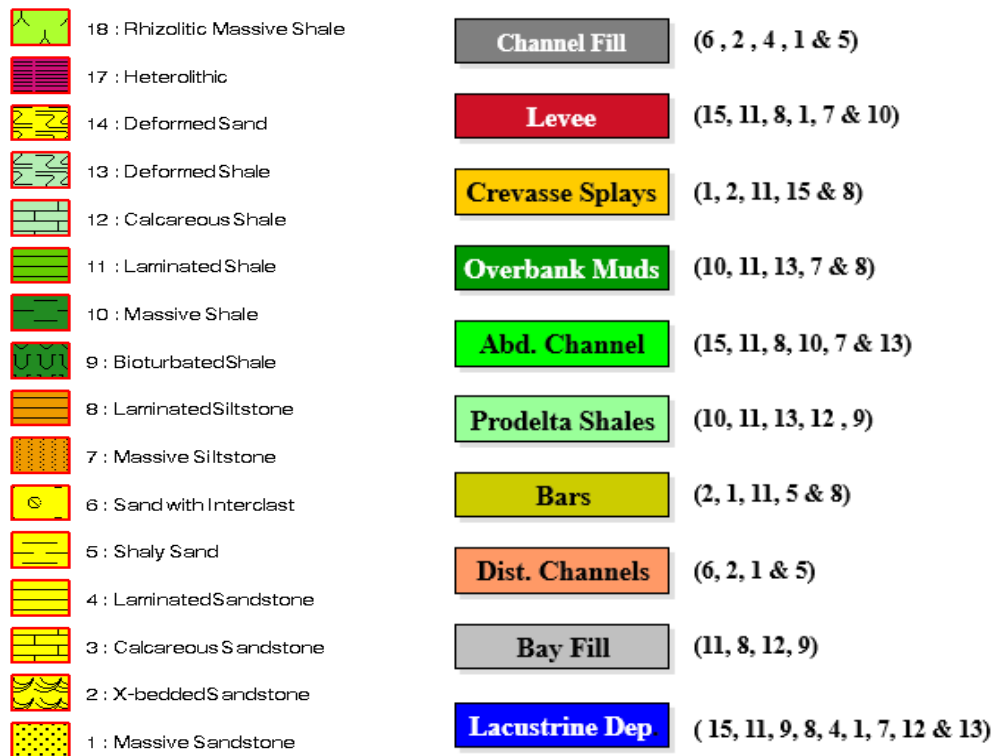 18 : Rhizolitic Massive Shale
17 : Heterolithic
14 : Deformed Sand
13 : Deformed Shale
12 : Calcareous Shale
11 : Laminated Shale
10 : Massive Shale
9 : Bioturbated Shale
8 : Laminated Siltstone
7 : Massive Siltstone
6 : Sand with Interclast
5 : Shaly Sand
4 : Laminated Sandstone
3 : Calcareous Sandstone
2 : X-bedded Sandstone
1 : Massive Sandstone
Channel Fill (6 , 2 , 4 , 1 & 5)
Levee (15, 11, 8, 1, 7 & 10)
Crevasse Splays (1, 2, 11, 15 & 8)
Overbank Muds (10, 11, 13, 7 & 8)
Abd. Channel (15, 11, 8, 10, 7 & 13)
Prodelta Shales (10, 11, 13, 12 , 9)
Bars (2, 1, 11, 5 & 8)
Dist. Channels (6, 2, 1 & 5)
Bay Fill (11, 8, 12, 9)
Lacustrine Dep. ( 15, 11, 9, 8, 4, 1, 7, 12 & 13)